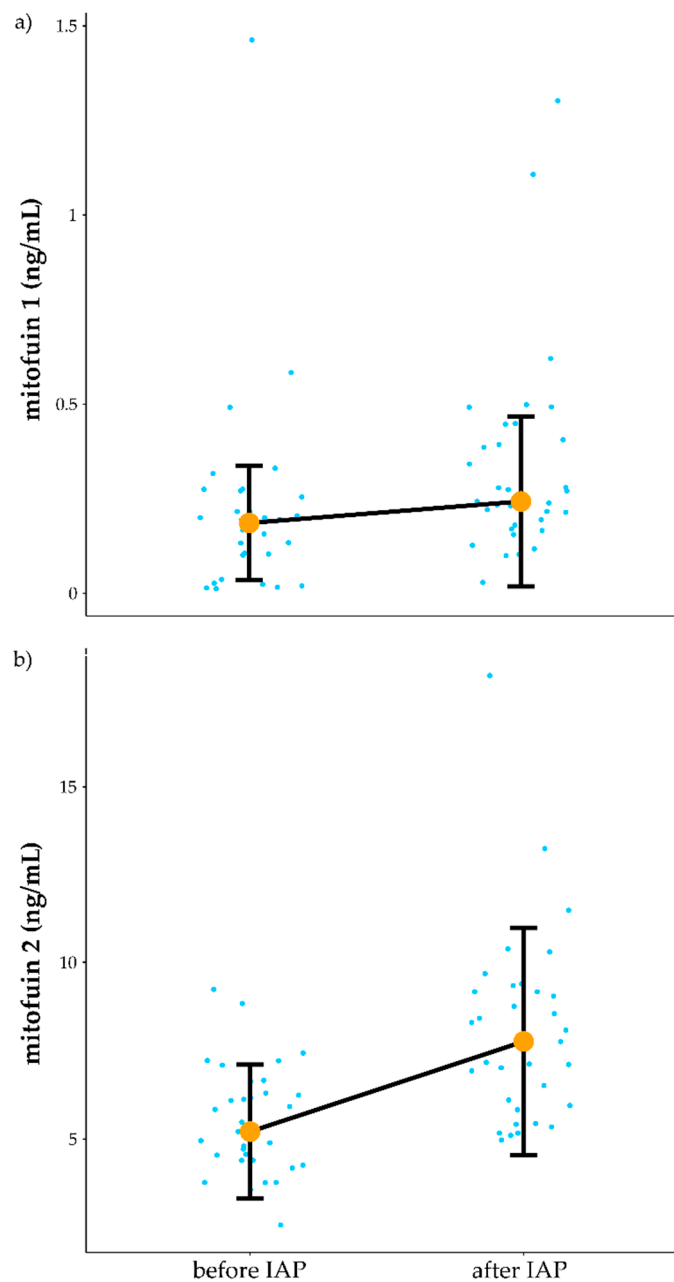 a)
1.5
1
0.5
0
mitofuin 1 (ng/mL)
b)
15
10
5
mitofuin 2 (ng/mL)
before IAP
after IAP